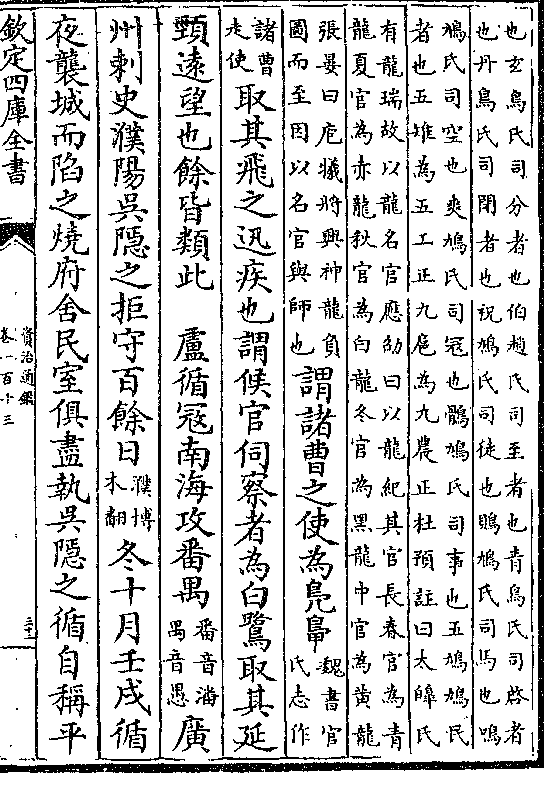 也玄鳥氏司分者也伯趙氏司至者也青鳥氏司啓者
也丹鳥氏司閉者也祝鳩氏司徒也鴡鳩氏司馬也鳲
鳩氏司空也爽鳩氏司冦也鶻鳩氏司事也五鳩鳩民
者也五雉為五工正九扈為九農正杜預註曰太皥氏
有龍瑞故以龍名官應劭曰以龍紀其官長春官為青
龍夏官為赤龍秋官為白龍冬官為黑龍中官為黄龍
張晏曰庖犧將興神龍負
圖而至因以名官與師也
謂諸曹之使為鳬鴨
魏書官
氏志作
諸曹
走使
取其飛之迅疾也謂候官伺察者為白鷺取其延
頸逺望也餘皆類此 盧循冦南海攻番禺
番音潘
禺音愚
廣
州刺史濮陽吳隱之拒守百餘日
濮博
木翻
冬十月壬戌循
夜襲城而陷之燒府舍民室俱盡執吳隱之循自稱平
欽定四庫全書
資治通鑑
卷一百十三